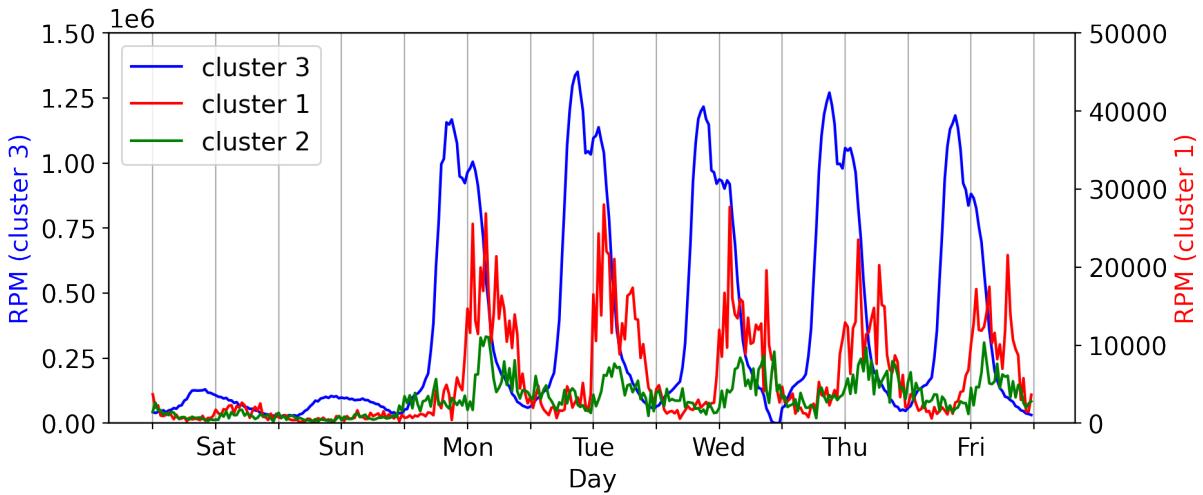 1e6
1.50
1.25
1.00
0.75
0.50
0.25
0.00
RPM (cluster 3)
cluster 3
cluster 1
cluster 2
50000
40000
30000
20000
10000
0
RPM (cluster 1)
Sat Sun Mon Tue Wed Thu Fri
Day